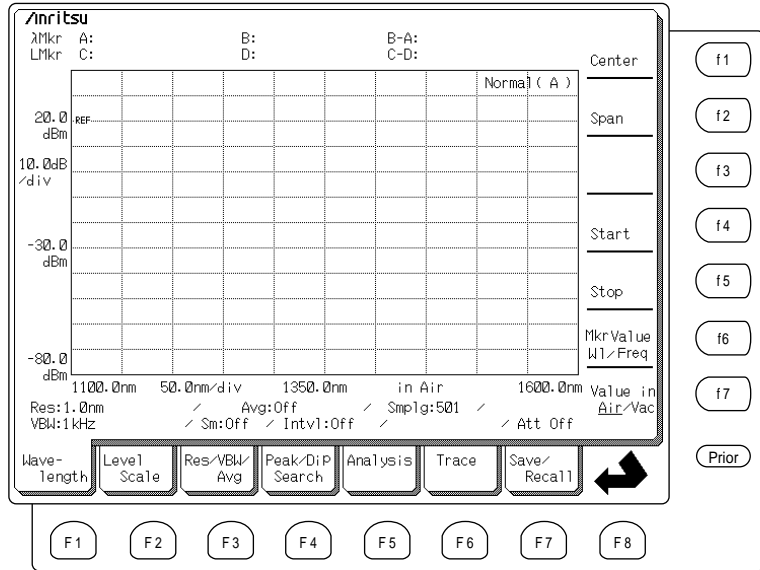 Anritsu
λMkr A: B: B-A:
LMkr C: D: C-D:
Normal ( A )
20.0 REF
dBm
10.0dB
/div
-30.0
dBm
-80.0
dBm
1100.0nm 50.0nm/div 1350.0nm in Air 1600.0nm
Res:1.0nm / Avg:Off / Smplg:501 /
VBW:1kHz / Sm:Off / Intvl:Off / / Att Off
Center
Span
Start
Stop
MkrValue
Wl/Freq
Value in
Air/Vac
f1
f2
f3
f4
f5
f6
f7
Prior
Wave-
length
Level
Scale
Res/VBW/
Avg
Peak/Dip
Search
Analysis
Trace
Save/
Recall
F1 F2 F3 F4 F5 F6 F7 F8